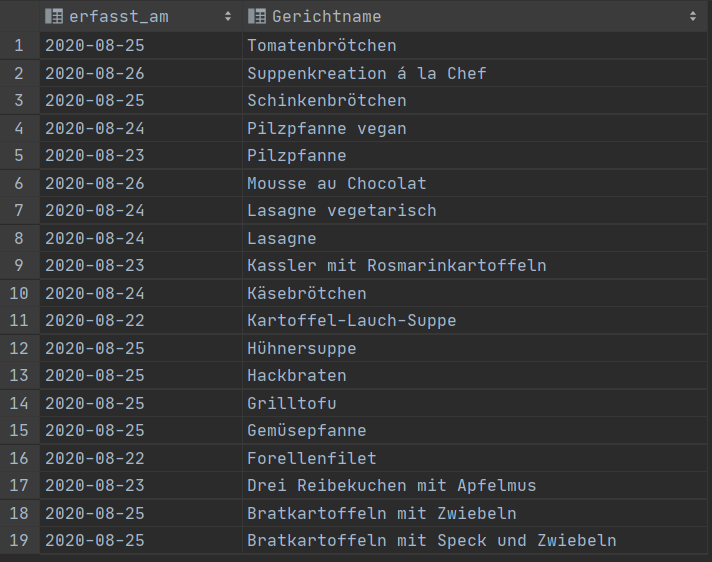 erfasst_am Gerichtname
1 2020-08-25 Tomatenbrötchen
2 2020-08-26 Suppenkreation á la Chef
3 2020-08-25 Schinkenbrötchen
4 2020-08-24 Pilzpfanne vegan
5 2020-08-23 Pilzpfanne
6 2020-08-26 Mousse au Chocolat
7 2020-08-24 Lasagne vegetarisch
8 2020-08-24 Lasagne
9 2020-08-23 Kassler mit Rosmarinkartoffeln
10 2020-08-24 Käsebrötchen
11 2020-08-22 Kartoffel-Lauch-Suppe
12 2020-08-25 Hühnersuppe
13 2020-08-25 Hackbraten
14 2020-08-25 Grilltofu
15 2020-08-25 Gemüsepfanne
16 2020-08-22 Forellenfilet
17 2020-08-23 Drei Reibekuchen mit Apfelmus
18 2020-08-25 Bratkartoffeln mit Zwiebeln
19 2020-08-25 Bratkartoffeln mit Speck und Zwiebeln